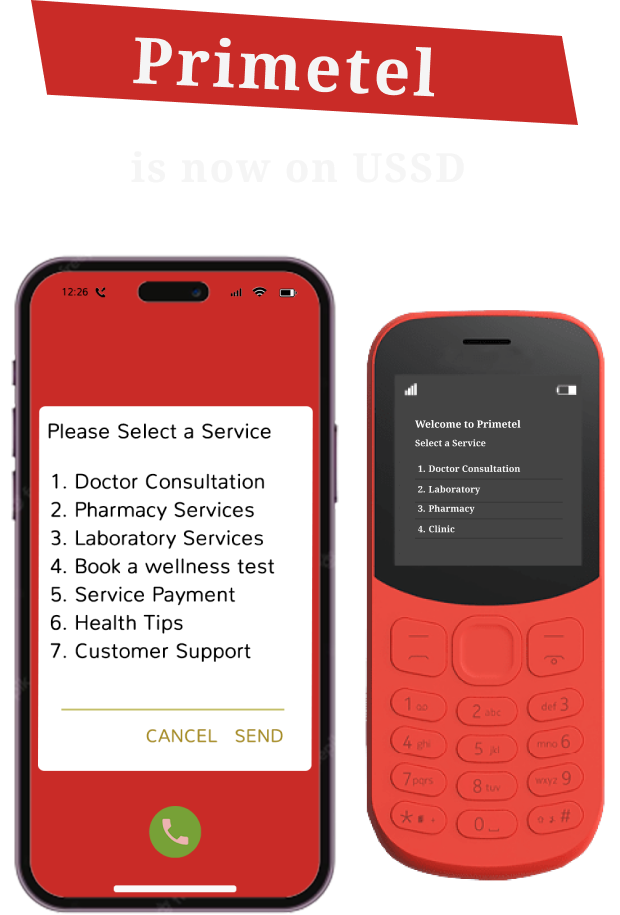 Primetel
is now on USSD
12:26
Please Select a Service
1. Doctor Consultation
2. Pharmacy Services
3. Laboratory Services
4. Book a wellness test
5. Service Payment
6. Health Tips
7. Customer Support
CANCEL SEND
Welcome to Primetel
Select a Service
1. Doctor Consultation
2. Laboratory
3. Pharmacy
4. Clinic
1 2 abc def 3
4 ghi 5 jkl mno 6
7 pqrs 8 tuv wxyz 9
* 0 #